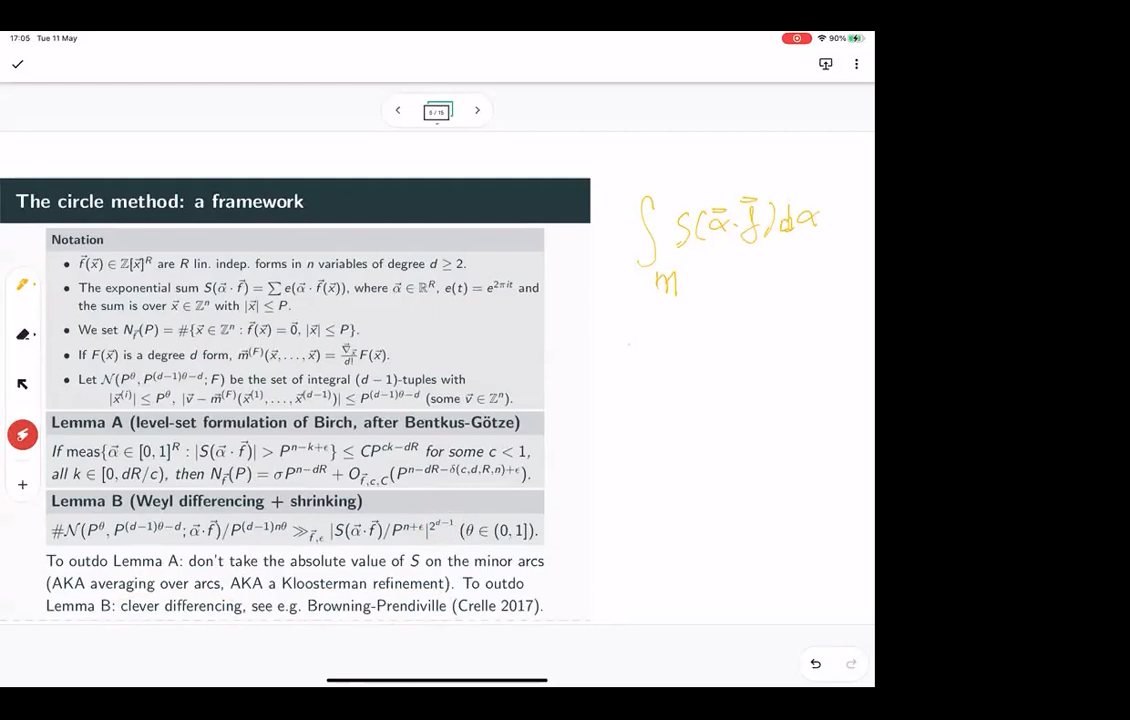 17:05 Tue 11 May
90%
6 / 15
The circle method: a framework
Notation
• f⃗(x⃗) ∈ ℤ[x⃗]^R are R lin. indep. forms in n variables of degree d ≥ 2.
• The exponential sum S(α⃗ · f⃗) = ∑ e(α⃗ · f⃗(x⃗)), where α⃗ ∈ ℝ^R, e(t) = e^{2πit} and
the sum is over x⃗ ∈ ℤ^n with |x⃗| ≤ P.
• We set N_{f⃗}(P) = #{x⃗ ∈ ℤ^n : f⃗(x⃗) = 0⃗, |x⃗| ≤ P}.
• If F(x⃗) is a degree d form, m⃗^{(F)}(x⃗, . . . , x⃗) = \frac{∇⃗_{x⃗}}{d!} F(x⃗).
• Let 𝒩(P^θ, P^{(d−1)θ−d}; F) be the set of integral (d − 1)-tuples with
|x⃗^{(i)}| ≤ P^θ, |v⃗ − m⃗^{(F)}(x⃗^{(1)}, . . . , x⃗^{(d−1)})| ≤ P^{(d−1)θ−d} (some v⃗ ∈ ℤ^n).
Lemma A (level-set formulation of Birch, after Bentkus-Götze)
If meas{α⃗ ∈ [0, 1]^R : |S(α⃗ · f⃗)| > P^{n−k+ϵ}} ≤ CP^{ck−dR} for some c < 1,
all k ∈ [0, dR/c), then N_{f⃗}(P) = σP^{n−dR} + O_{f⃗,c,C}(P^{n−dR−δ(c,d,R,n)+ϵ}).
Lemma B (Weyl differencing + shrinking)
#𝒩(P^θ, P^{(d−1)θ−d}; α⃗·f⃗)/P^{(d−1)nθ} ≫_{f⃗,ϵ} |S(α⃗·f⃗)/P^{n+ϵ}|^{2^{d−1}} (θ ∈ (0, 1]).
To outdo Lemma A: don't take the absolute value of S on the minor arcs
(AKA averaging over arcs, AKA a Kloosterman refinement). To outdo
Lemma B: clever differencing, see e.g. Browning-Prendiville (Crelle 2017).
∫_m S(α⃗·f⃗)dα